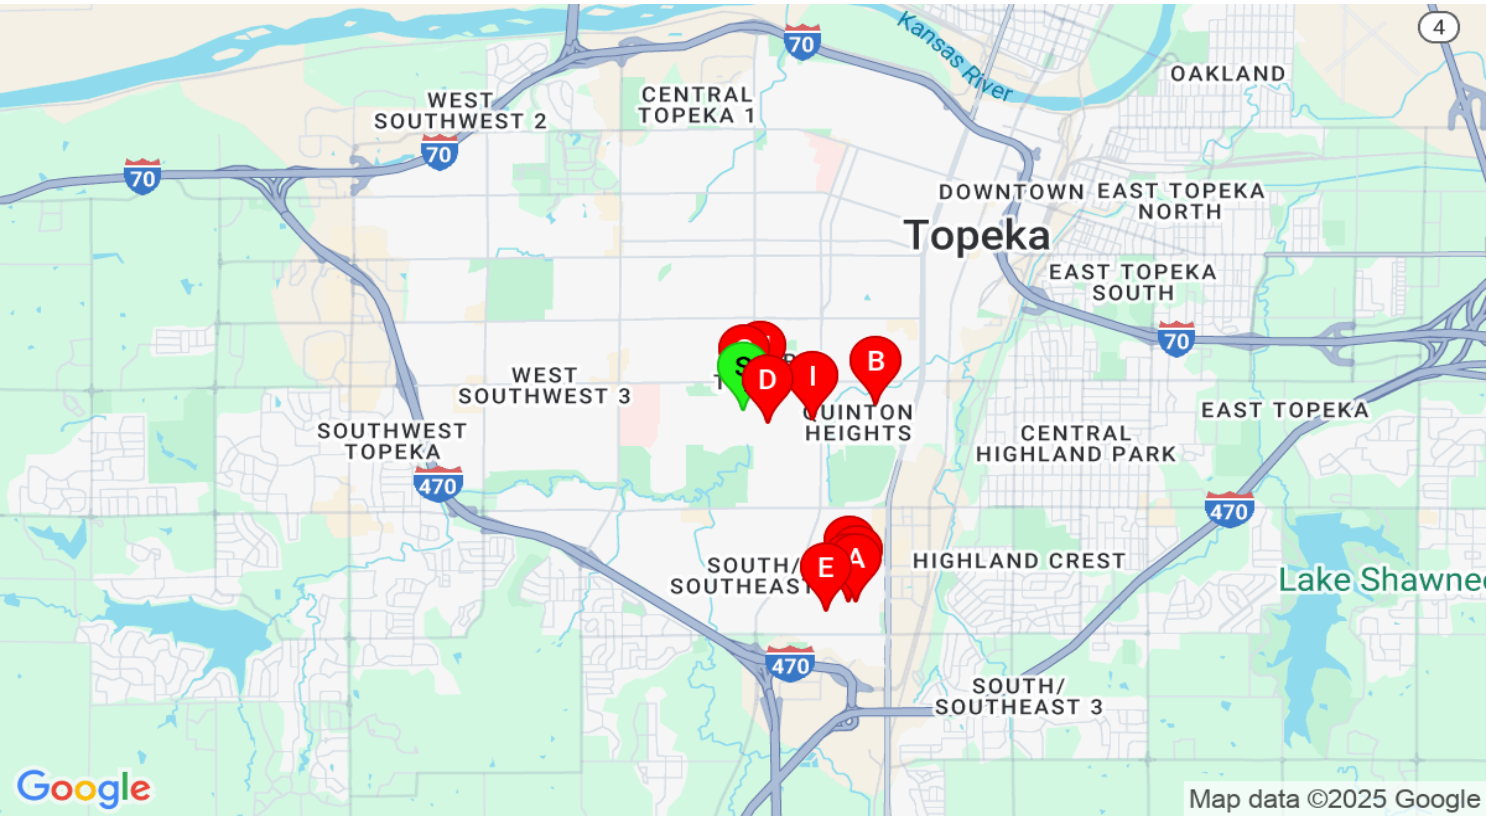 4
Kansas River
70
OAKLAND
CENTRAL
TOPEKA 1
WEST
SOUTHWEST 2
70
70
DOWNTOWN
EAST TOPEKA
NORTH
Topeka
EAST TOPEKA
SOUTH
70
S
D
I
B
WEST
SOUTHWEST 3
QUINTON
HEIGHTS
EAST TOPEKA
SOUTHWEST
TOPEKA
CENTRAL
HIGHLAND PARK
470
470
SOUTH/
SOUTHEAST
E
A
HIGHLAND CREST
Lake Shawnee
470
SOUTH/
SOUTHEAST 3
Google
Map data ©2025 Google